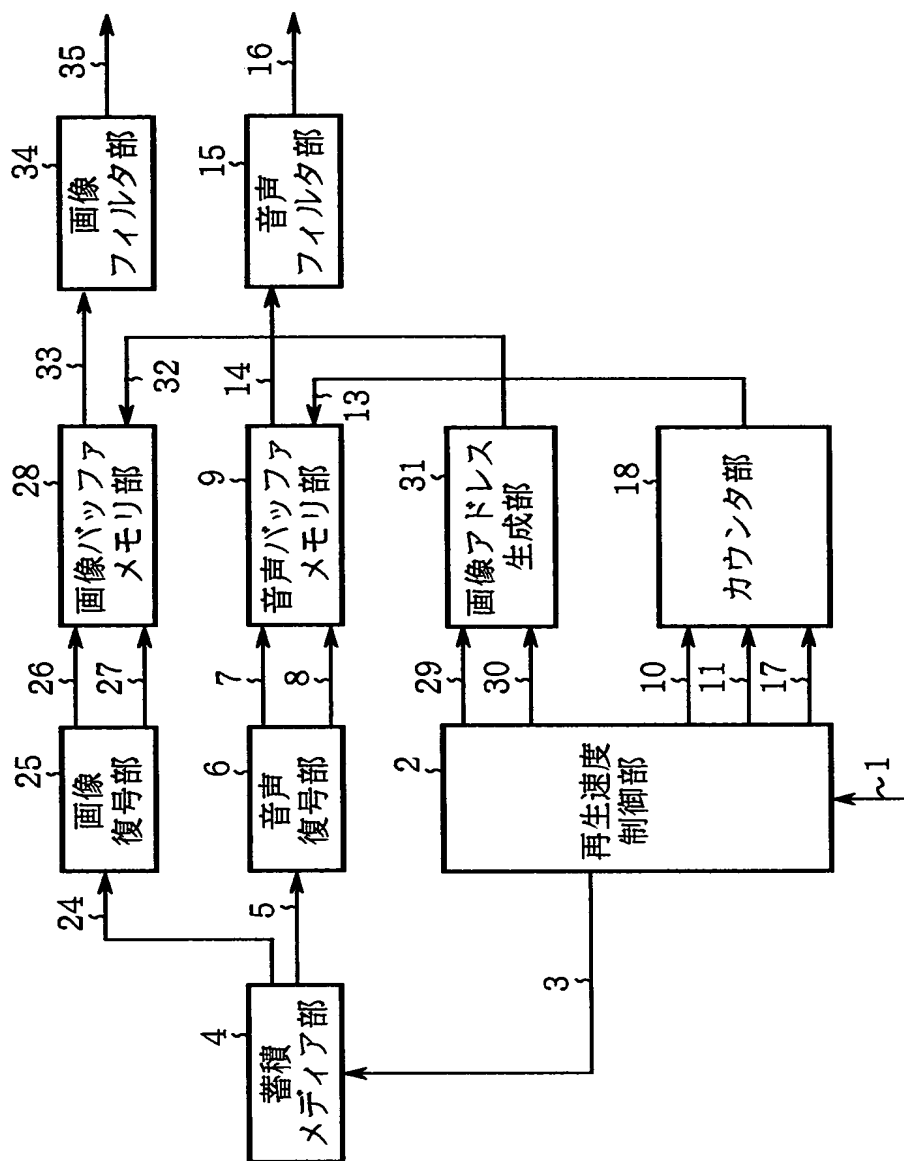 4
蓄積
メディア部
24
5
3
25
画像
復号部
6
音声
復号部
2
再生速度
制御部
1
26
27
7
8
29
30
10
11
17
28
画像バッファ
メモリ部
9
音声バッファ
メモリ部
31
画像アドレス
生成部
18
カウンタ部
33
32
14
13
34
画像
フィルタ部
15
音声
フィルタ部
35
16